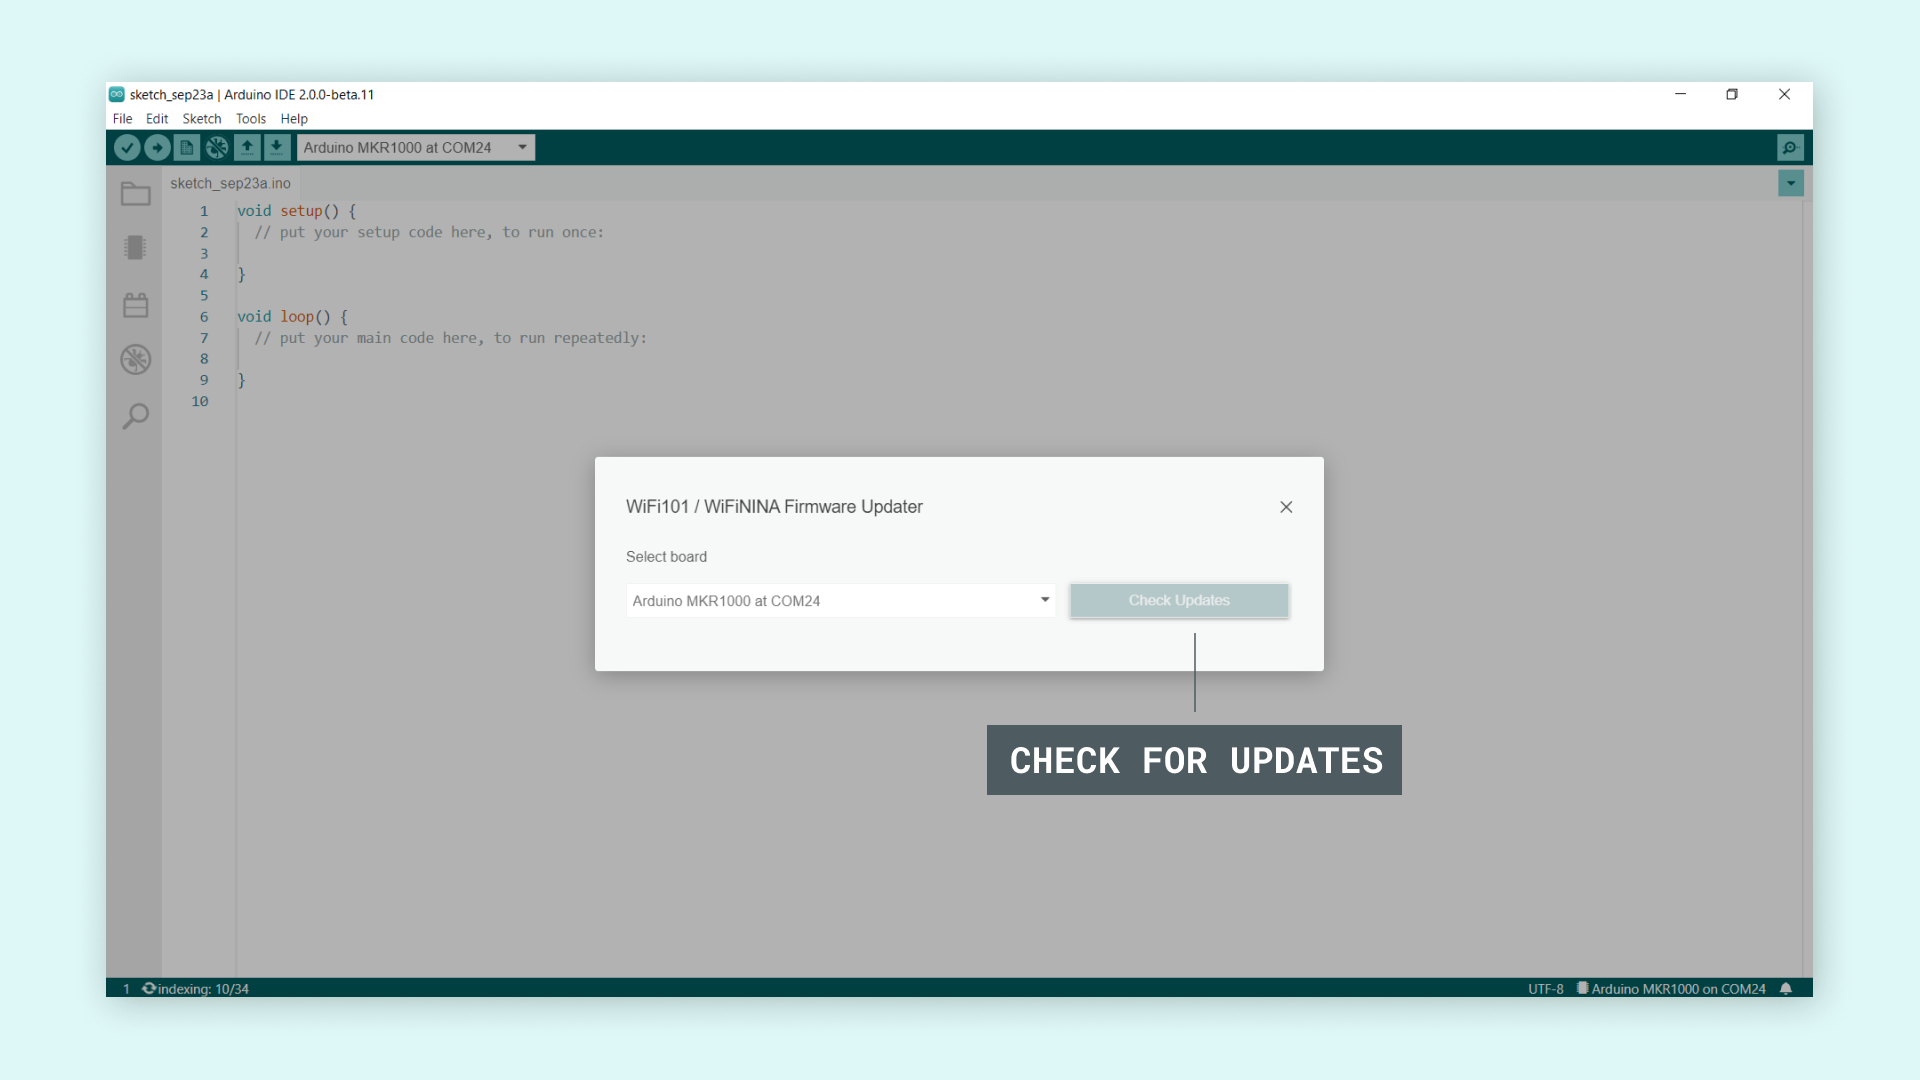 sketch_sep23a | Arduino IDE 2.0.0-beta.11
File Edit Sketch Tools Help
Arduino MKR1000 at COM24
sketch_sep23a.ino
1 void setup() {
2 // put your setup code here, to run once:
3
4 }
5
6 void loop() {
7 // put your main code here, to run repeatedly:
8
9 }
10
WiFi101 / WiFiNINA Firmware Updater
Select board
Arduino MKR1000 at COM24
Check Updates
CHECK FOR UPDATES
1 indexing: 10/34
UTF-8 Arduino MKR1000 on COM24